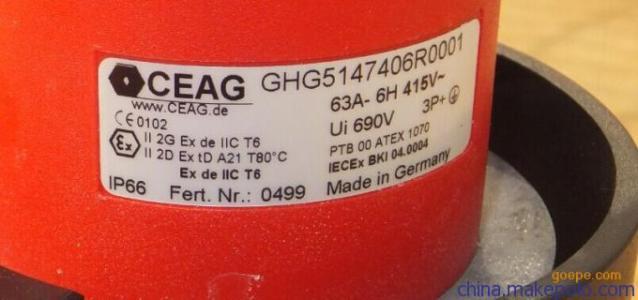 CEAG GHG5147406R0001
www.CEAG.de 63A- 6H 415V~
CE 0102 Ui 690V 3P+
Ex II 2G Ex de IIC T6 PTB 00 ATEX 1070
II 2D Ex tD A21 T80°C IECEx BKI 04.0004
Ex de IIC T6
IP66 Fert. Nr.: 0499 Made in Germany
goepe.com
china.makepolo.com